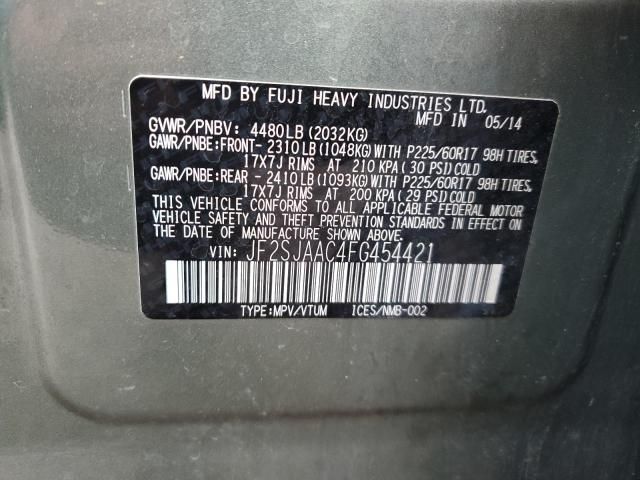 MFD BY FUJI HEAVY INDUSTRIES LTD.
MFD IN 05/14
GVWR/PNBV: 4480LB(2032KG)
GAWR/PNBE:FRONT- 2310LB(1048KG)WITH P225/60R17 98H TIRES,
17X7J RIMS AT 210 KPA( 30 PSI)COLD
GAWR/PNBE:REAR - 2410LB(1093KG)WITH P225/60R17 98H TIRES,
17X7J RIMS AT 200 KPA( 29 PSI)COLD
THIS VEHICLE CONFORMS TO ALL APPLICABLE FEDERAL MOTOR
VEHICLE SAFETY AND THEFT PREVENTION STANDARDS IN EFFECT ON
THE DATE OF MANUFACTURE SHOWN ABOVE.
VIN: JF2SJAAC4FG454421
TYPE:MPV/VTUM ICES/NMB-002